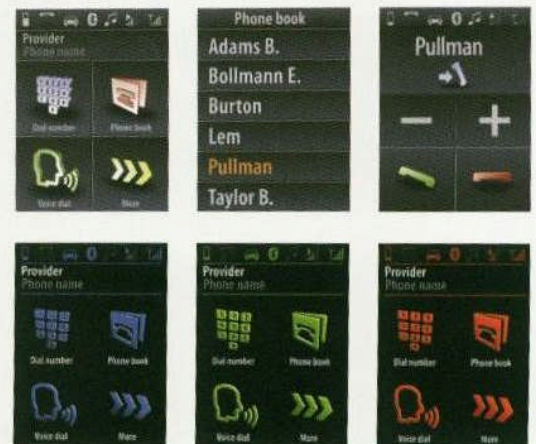 Provider
Phone name
Dial number
Phone book
Voice dial
More
Phone book
Adams B.
Bollmann E.
Burton
Lem
Pullman
Taylor B.
Pullman
Provider
Phone name
Dial number
Phone book
Voice dial
More
Provider
Phone name
Dial number
Phone book
Voice dial
More
Provider
Phone name
Dial number
Phone book
Voice dial
More